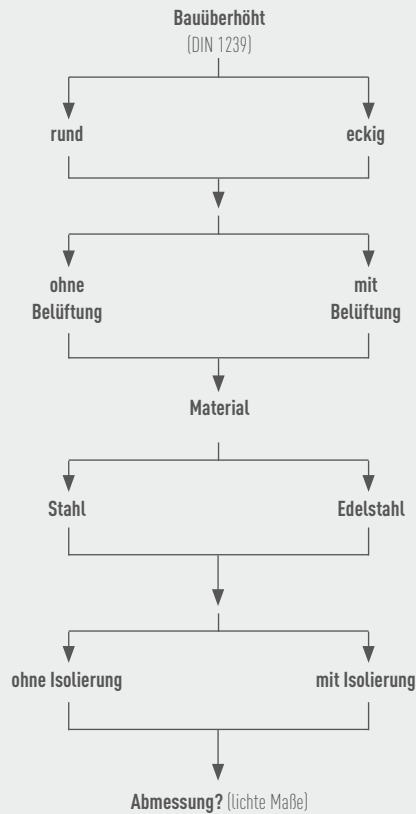 Bauüberhöht
(DIN 1239)
rund
eckig
ohne
Belüftung
mit
Belüftung
Material
Stahl
Edelstahl
ohne Isolierung
mit Isolierung
Abmessung? (lichte Maße)